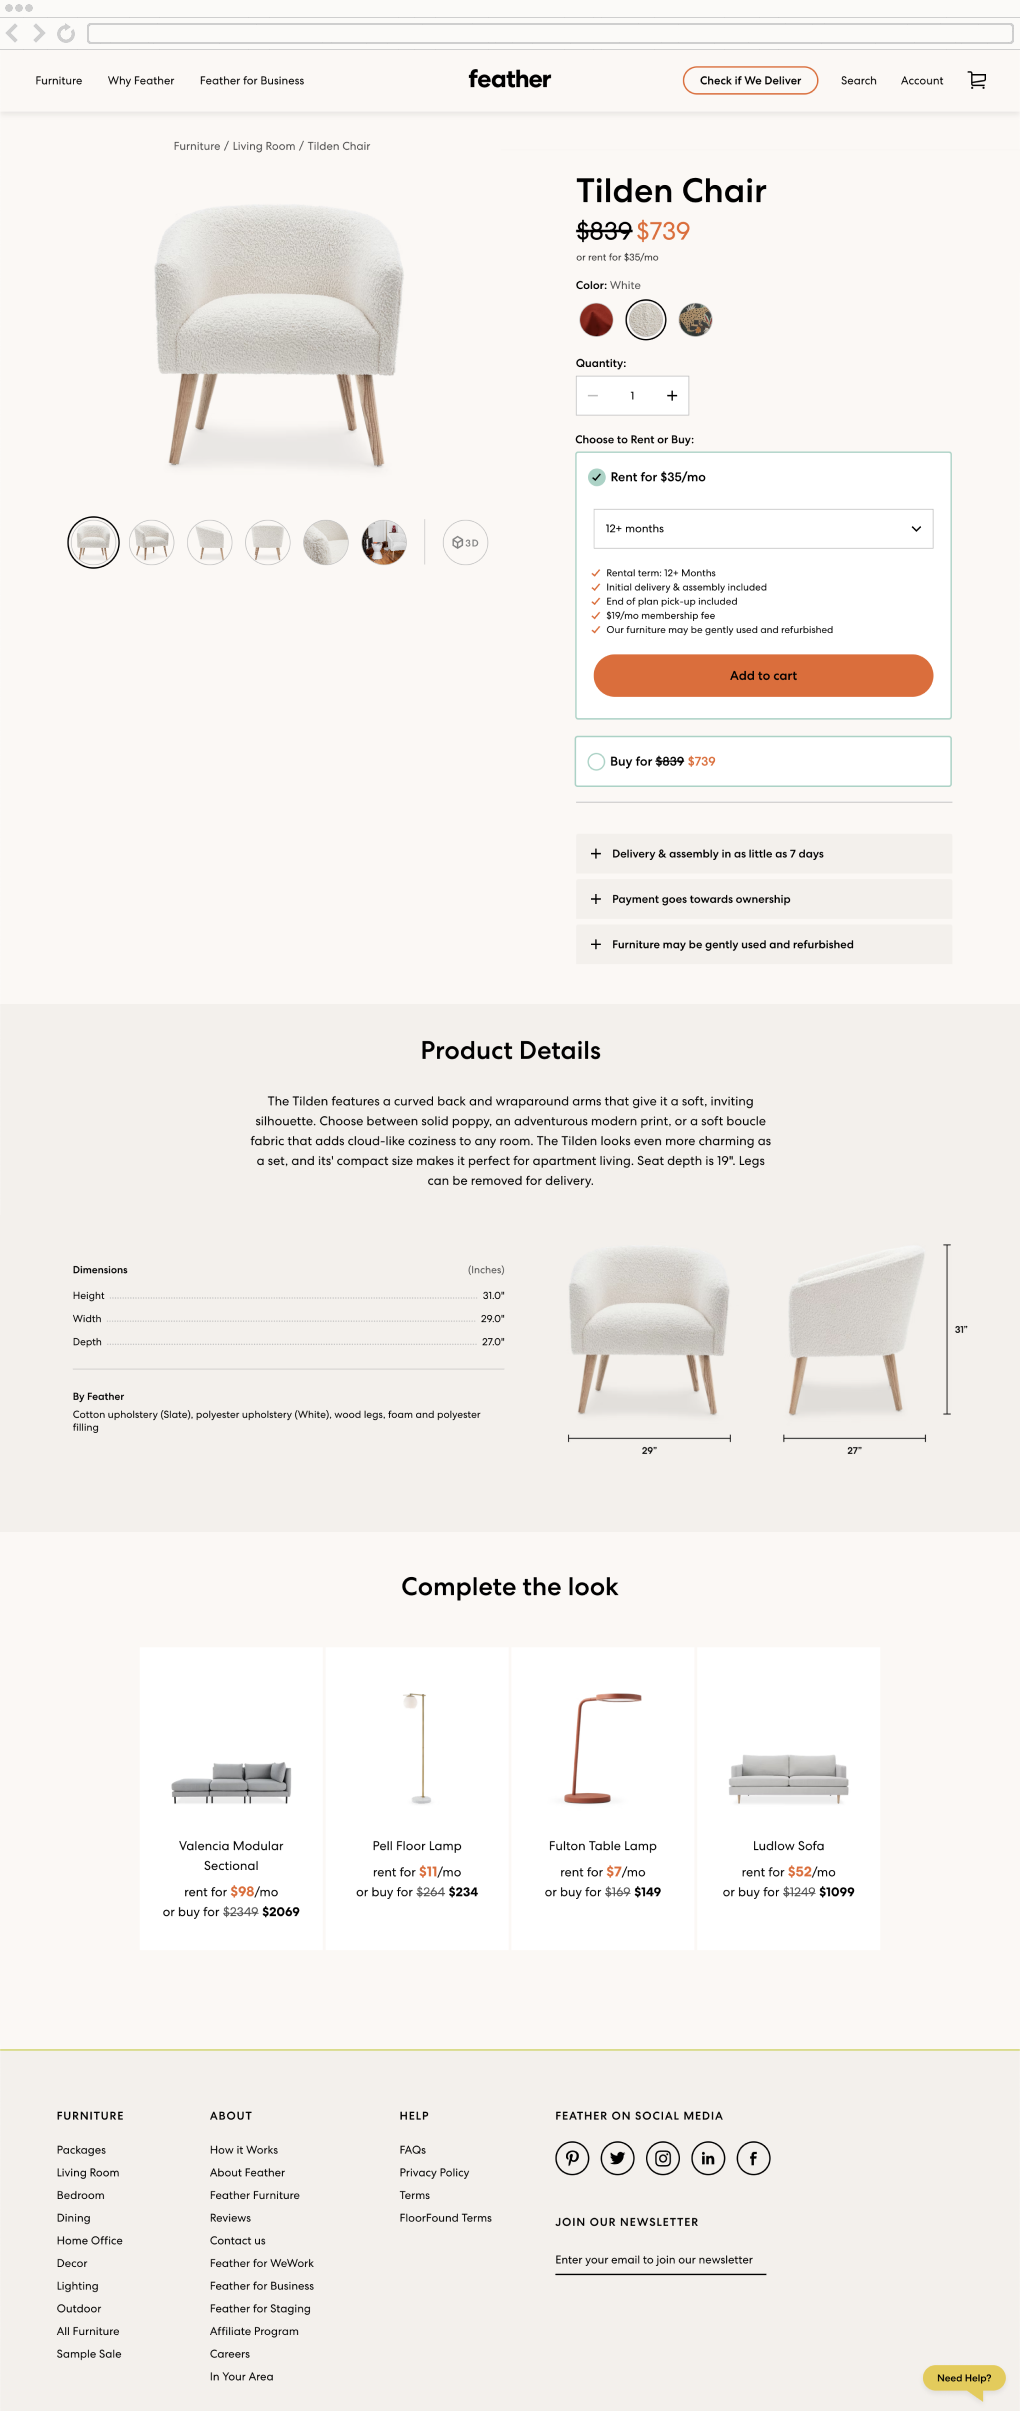 Furniture
Why Feather
Feather for Business
feather
Check if We Deliver
Search
Account
Furniture / Living Room / Tilden Chair
Tilden Chair
$839 $739
or rent for $35/mo
Color: White
Quantity:
1
Choose to Rent or Buy:
Rent for $35/mo
12+ months
Rental term: 12+ Months
Initial delivery & assembly included
End of plan pick-up included
$19/mo membership fee
Our furniture may be gently used and refurbished
Add to cart
3D
Buy for $839 $739
Delivery & assembly in as little as 7 days
Payment goes towards ownership
Furniture may be gently used and refurbished
Product Details
The Tilden features a curved back and wraparound arms that give it a soft, inviting
silhouette. Choose between solid poppy, an adventurous modern print, or a soft boucle
fabric that adds cloud-like coziness to any room. The Tilden looks even more charming as
a set, and its' compact size makes it perfect for apartment living. Seat depth is 19". Legs
can be removed for delivery.
Dimensions (Inches)
Height 31.0"
Width 29.0"
Depth 27.0"
By Feather
Cotton upholstery (Slate), polyester upholstery (White), wood legs, foam and polyester
filling
31"
29"
27"
Complete the look
Valencia Modular
Sectional
rent for $98/mo
or buy for $2349 $2069
Pell Floor Lamp
rent for $11/mo
or buy for $264 $234
Fulton Table Lamp
rent for $7/mo
or buy for $169 $149
Ludlow Sofa
rent for $52/mo
or buy for $1249 $1099
FURNITURE
Packages
Living Room
Bedroom
Dining
Home Office
Decor
Lighting
Outdoor
All Furniture
Sample Sale
ABOUT
How it Works
About Feather
Feather Furniture
Reviews
Contact us
Feather for WeWork
Feather for Business
Feather for Staging
Affiliate Program
Careers
In Your Area
HELP
FAQs
Privacy Policy
Terms
FloorFound Terms
FEATHER ON SOCIAL MEDIA
JOIN OUR NEWSLETTER
Enter your email to join our newsletter
Need Help?